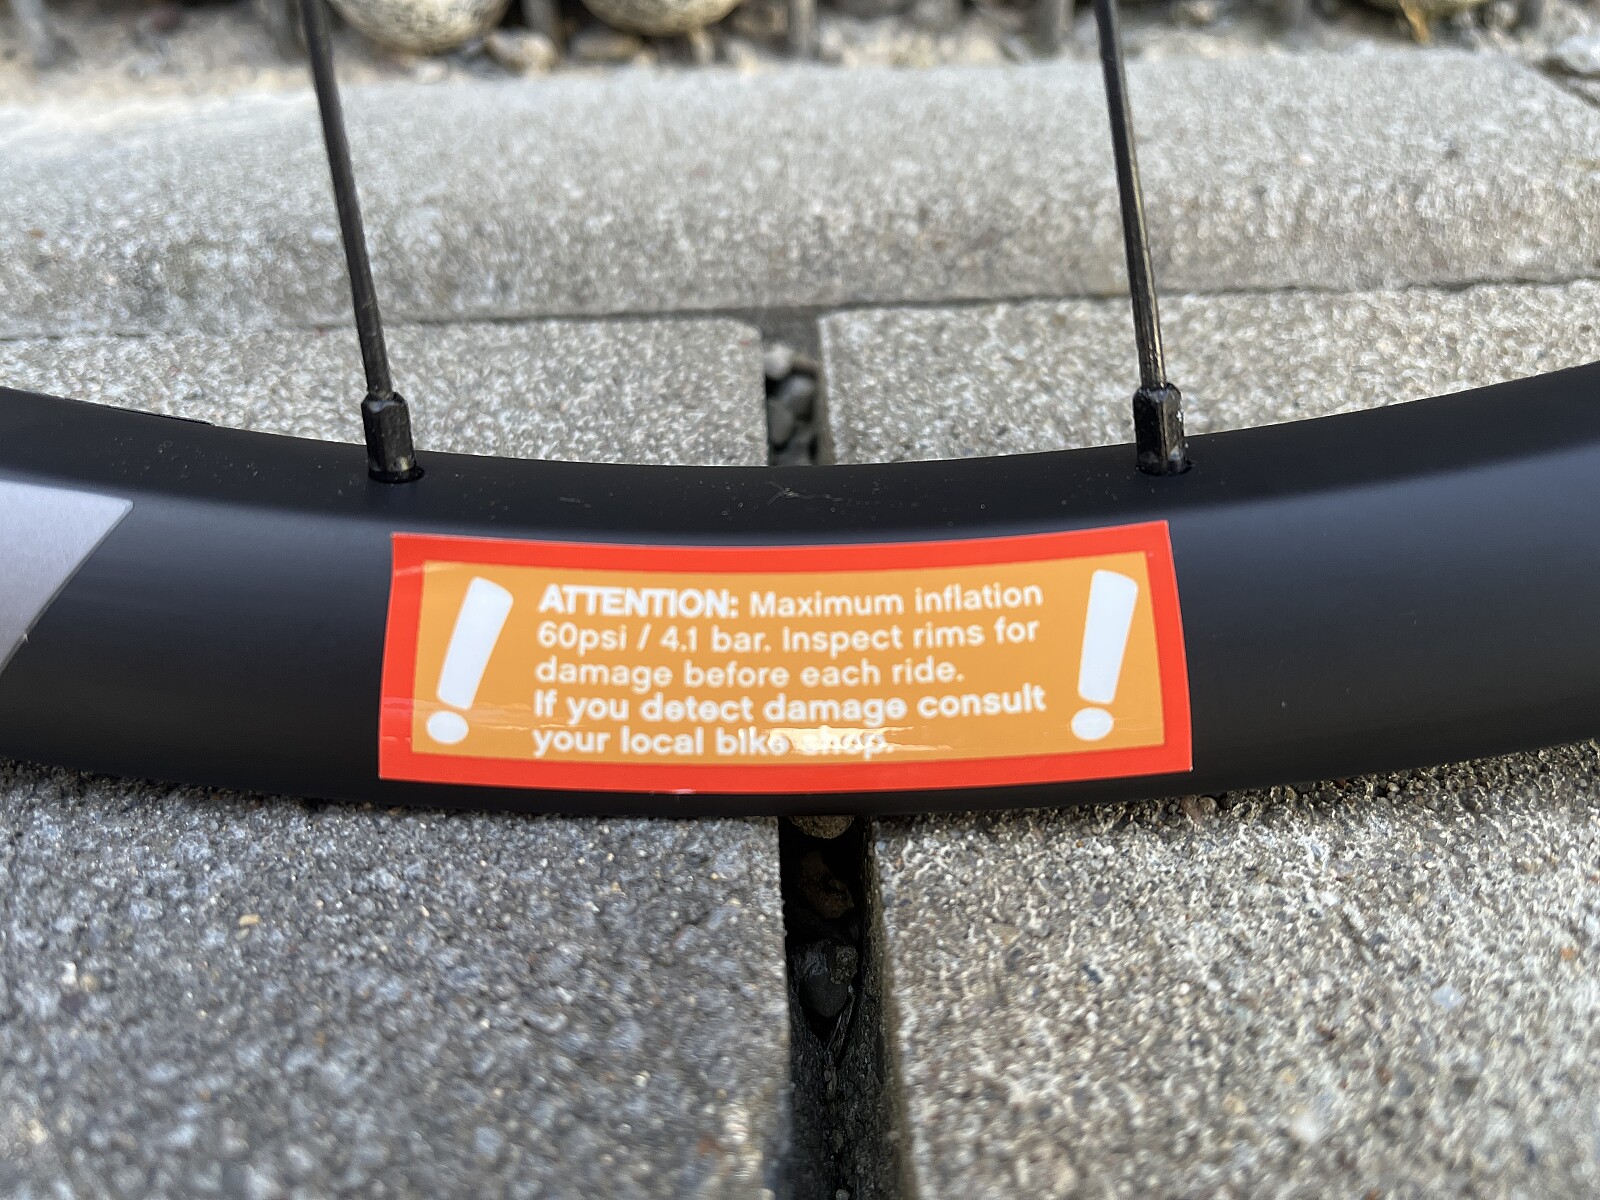 ATTENTION: Maximum inflation
60psi / 4.1 bar. Inspect rims for
damage before each ride.
If you detect damage consult
your local bike shop.